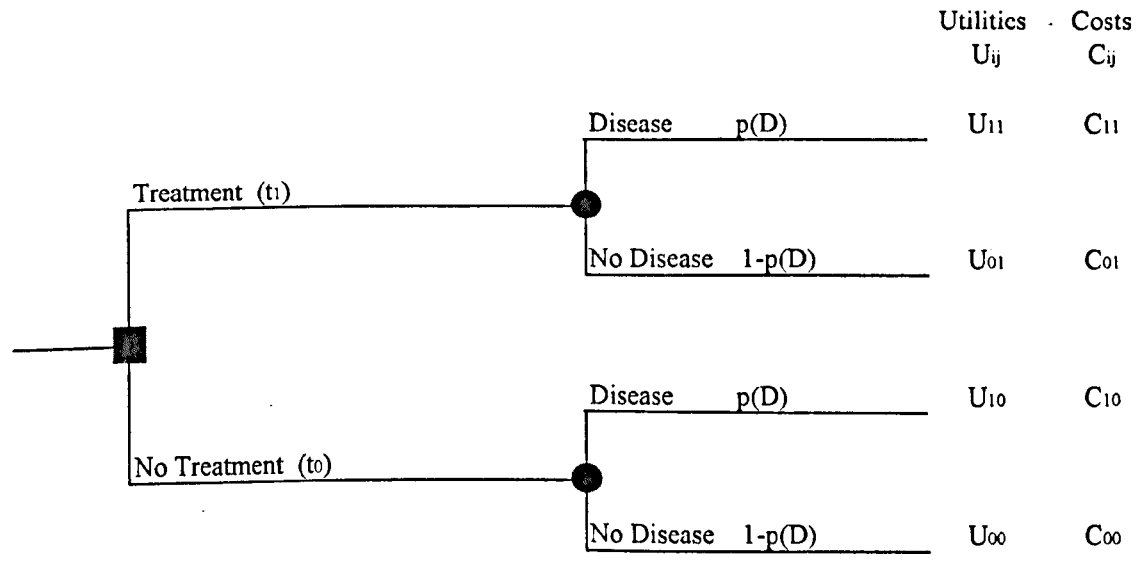 Utilitics · Costs
Uij Cij
Disease p(D) U11 C11
Treatment (t1)
No Disease 1-p(D) U01 C01
Disease p(D) U10 C10
No Treatment (t0)
No Disease 1-p(D) U00 C00